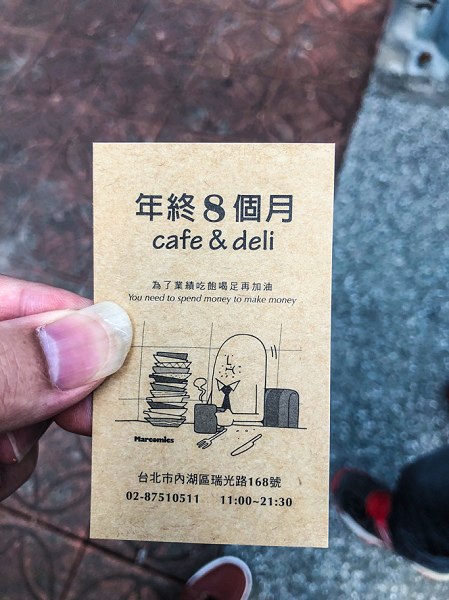 年終8個月
cafe & deli
為了業績吃飽喝足再加油
You need to spend money to make money
Marcomics
台北市內湖區瑞光路168號
02-87510511 11:00~21:30